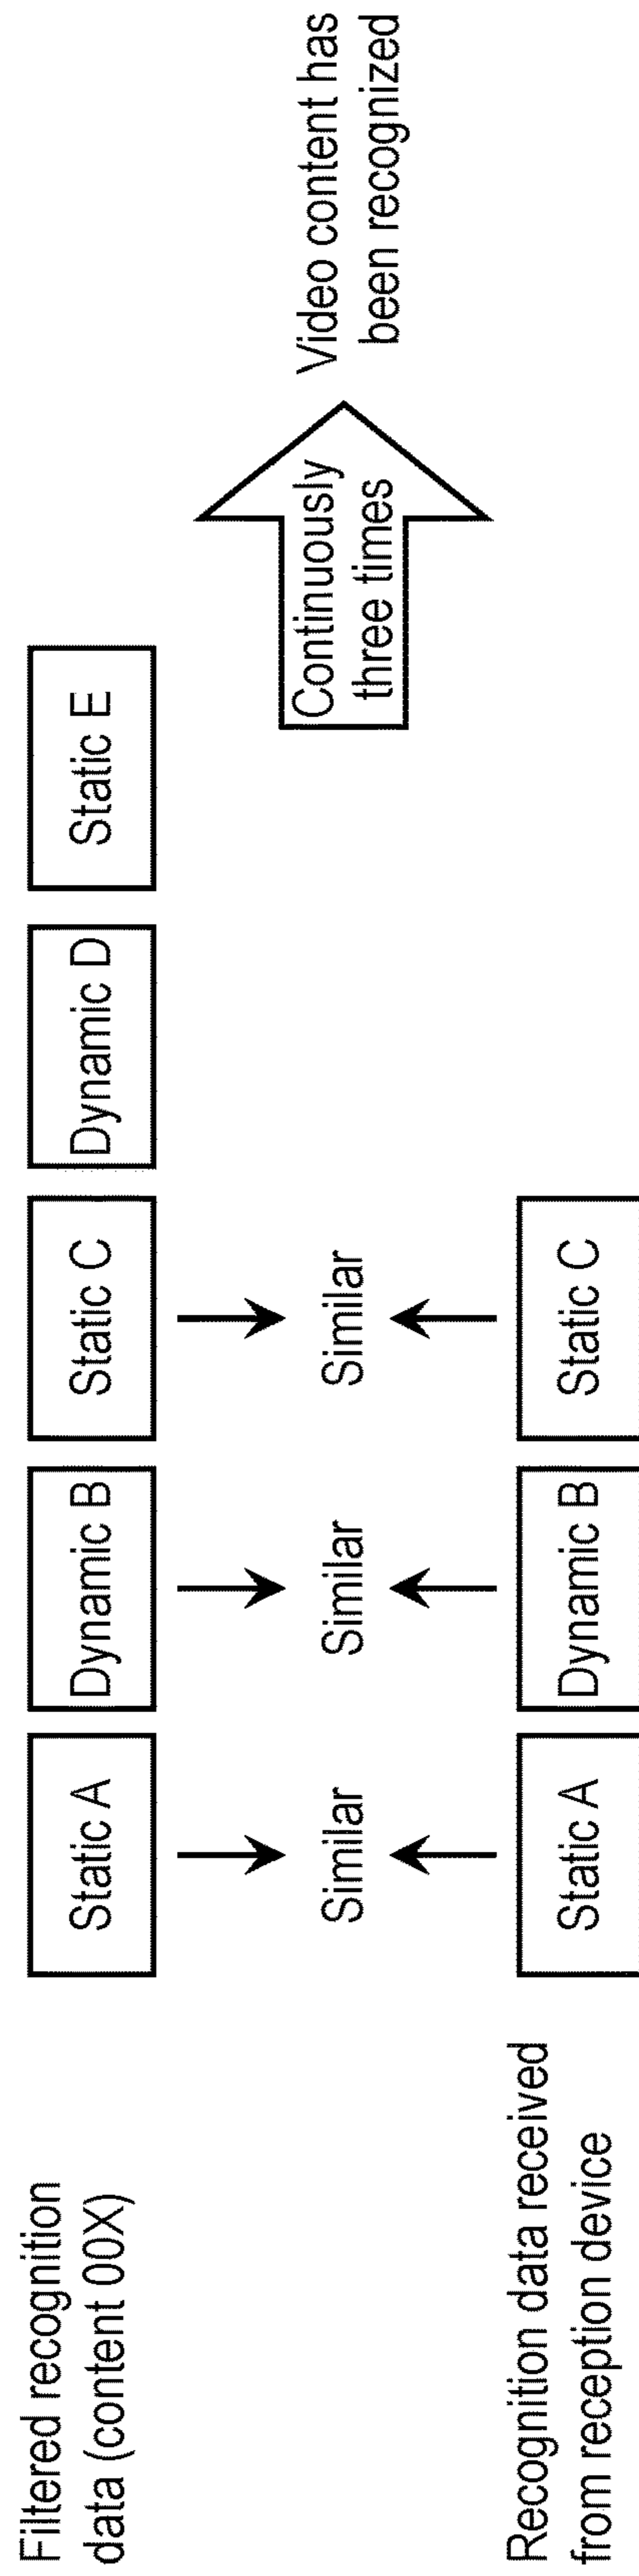 Filtered recognition
data (content 00X)
Static A
Dynamic B
Static C
Dynamic D
Static E
Similar
Similar
Similar
Continuously
three times
Video content has
been recognized
Recognition data received
from reception device
Static A
Dynamic B
Static C